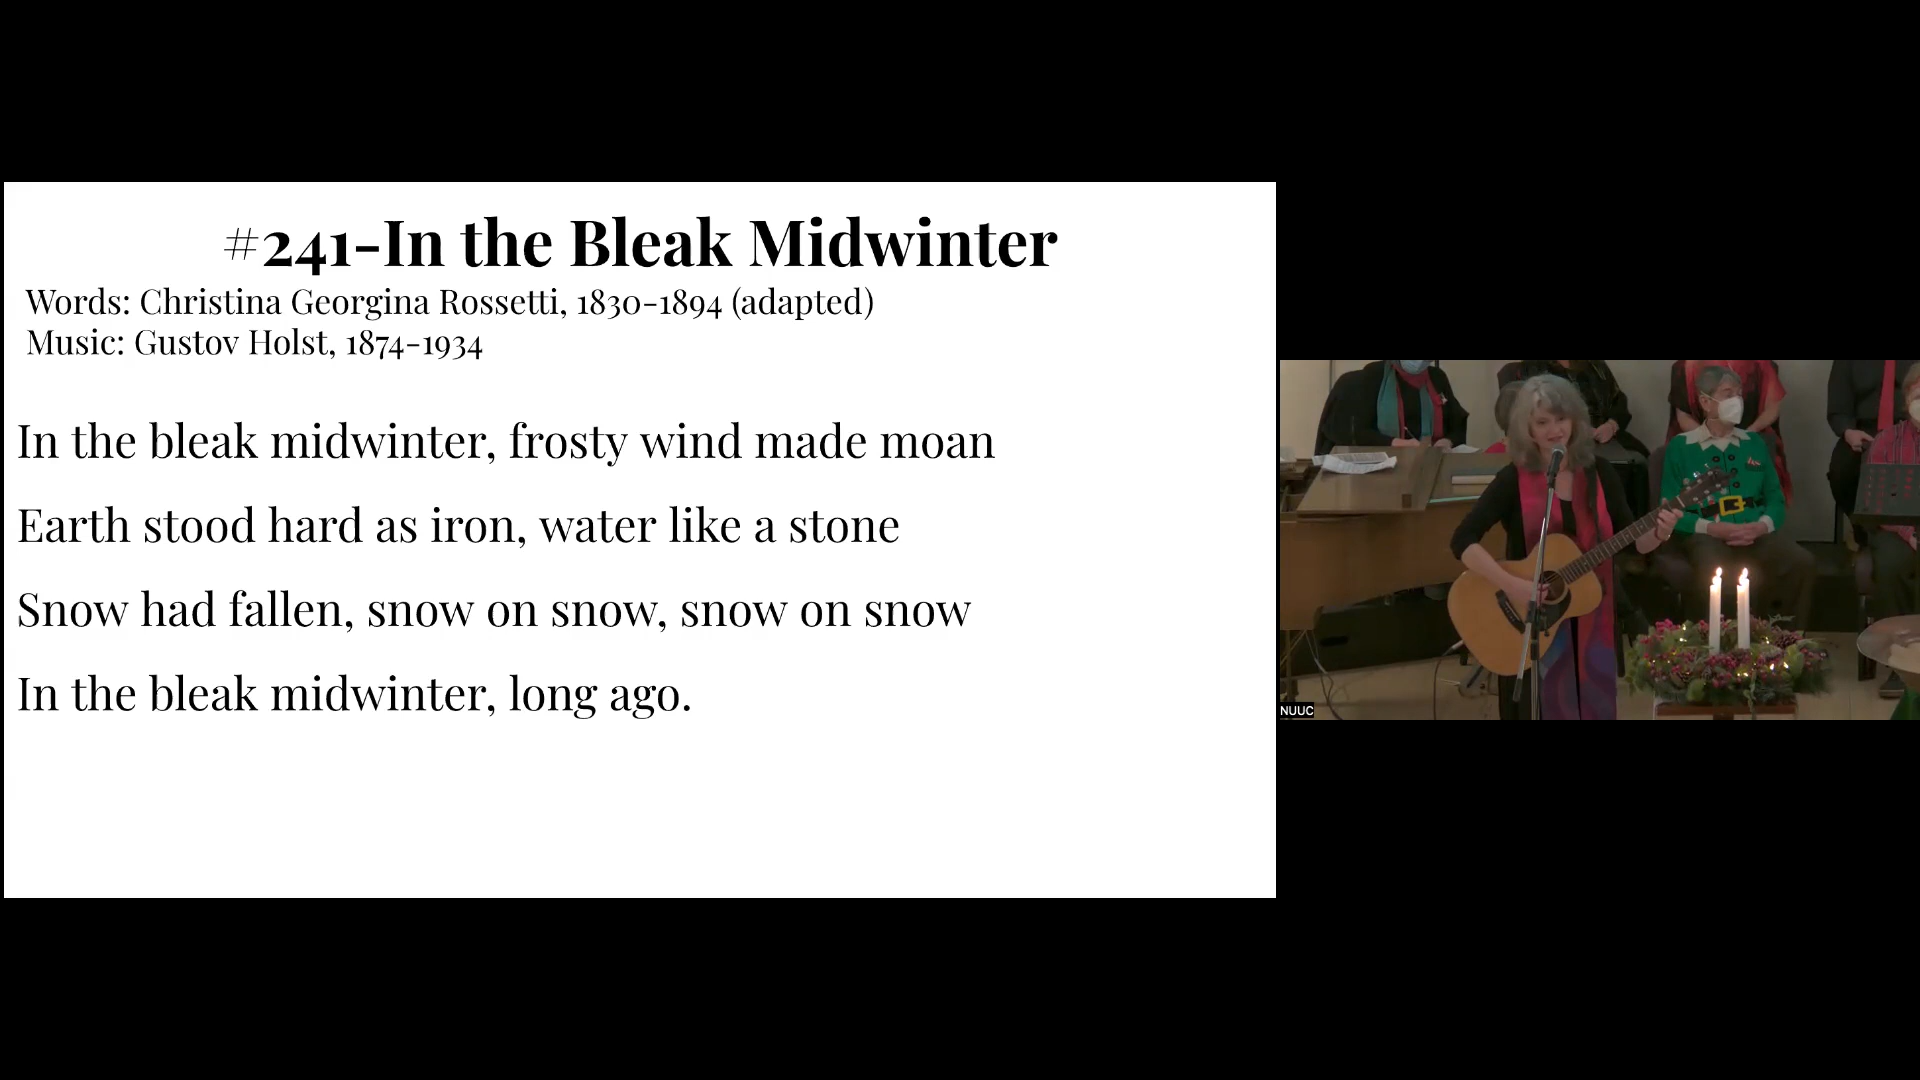 #241-In the Bleak Midwinter
Words: Christina Georgina Rossetti, 1830-1894 (adapted)
Music: Gustov Holst, 1874-1934
In the bleak midwinter, frosty wind made moan
Earth stood hard as iron, water like a stone
Snow had fallen, snow on snow, snow on snow
In the bleak midwinter, long ago.
NUUC